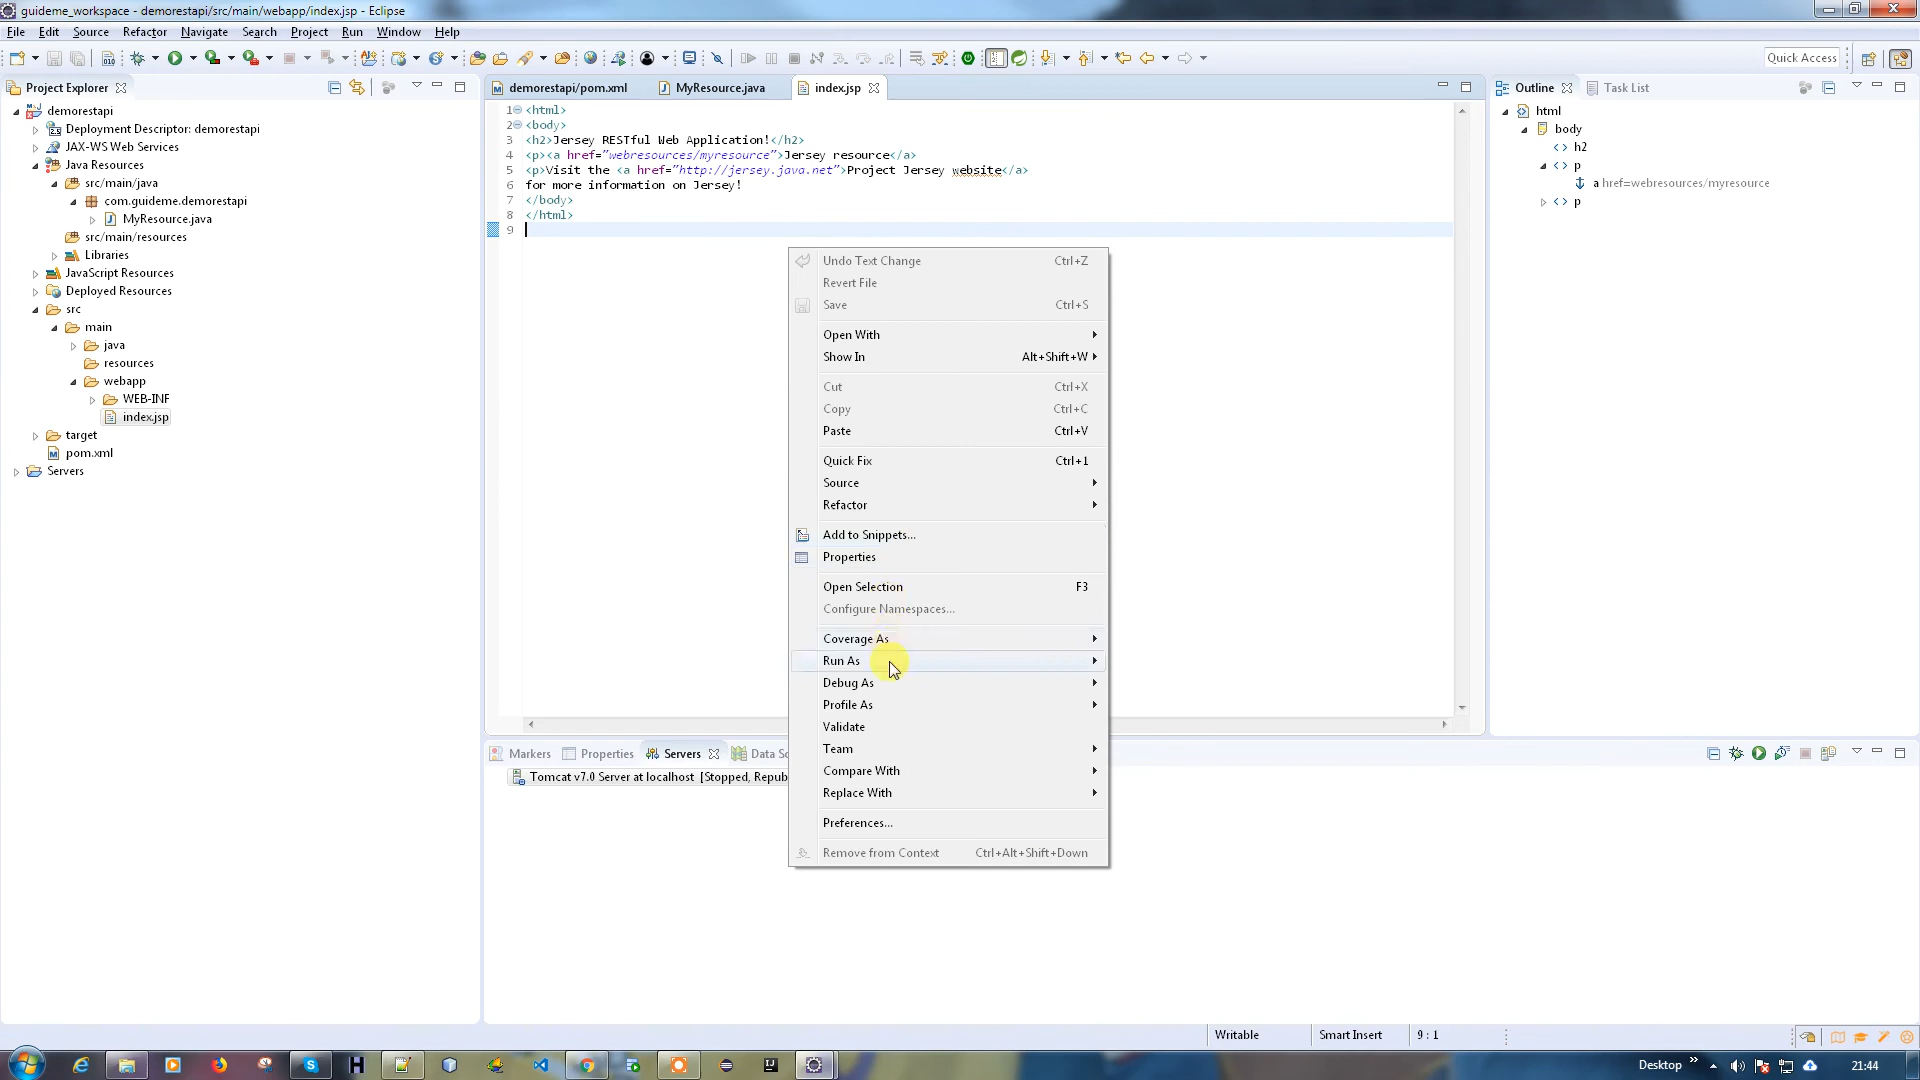 guideme_workspace - demorestapi/src/main/webapp/index.jsp - Eclipse
File Edit Source Refactor Navigate Search Project Run Window Help
Quick Access
Project Explorer
demorestapi
Deployment Descriptor: demorestapi
JAX-WS Web Services
Java Resources
src/main/java
com.guideme.demorestapi
MyResource.java
src/main/resources
Libraries
JavaScript Resources
Deployed Resources
src
main
java
resources
webapp
WEB-INF
index.jsp
target
pom.xml
Servers
demorestapi/pom.xml MyResource.java index.jsp
1 <html>
2 <body>
3 <h2>Jersey RESTful Web Application!</h2>
4 <p><a href="webresources/myresource">Jersey resource</a>
5 <p>Visit the <a href="http://jersey.java.net">Project Jersey website</a>
6 for more information on Jersey!
7 </body>
8 </html>
9
Undo Text Change Ctrl+Z
Revert File
Save Ctrl+S
Open With
Show In Alt+Shift+W
Cut Ctrl+X
Copy Ctrl+C
Paste Ctrl+V
Quick Fix Ctrl+1
Source
Refactor
Add to Snippets...
Properties
Open Selection F3
Configure Namespaces...
Coverage As
Run As
Debug As
Profile As
Validate
Team
Compare With
Replace With
Preferences...
Remove from Context Ctrl+Alt+Shift+Down
Outline Task List
html
body
h2
p
a href=webresources/myresource
p
Markers Properties Servers Data So
Tomcat v7.0 Server at localhost [Stopped, Repub
Writable Smart Insert 9 : 1
Desktop 21:44